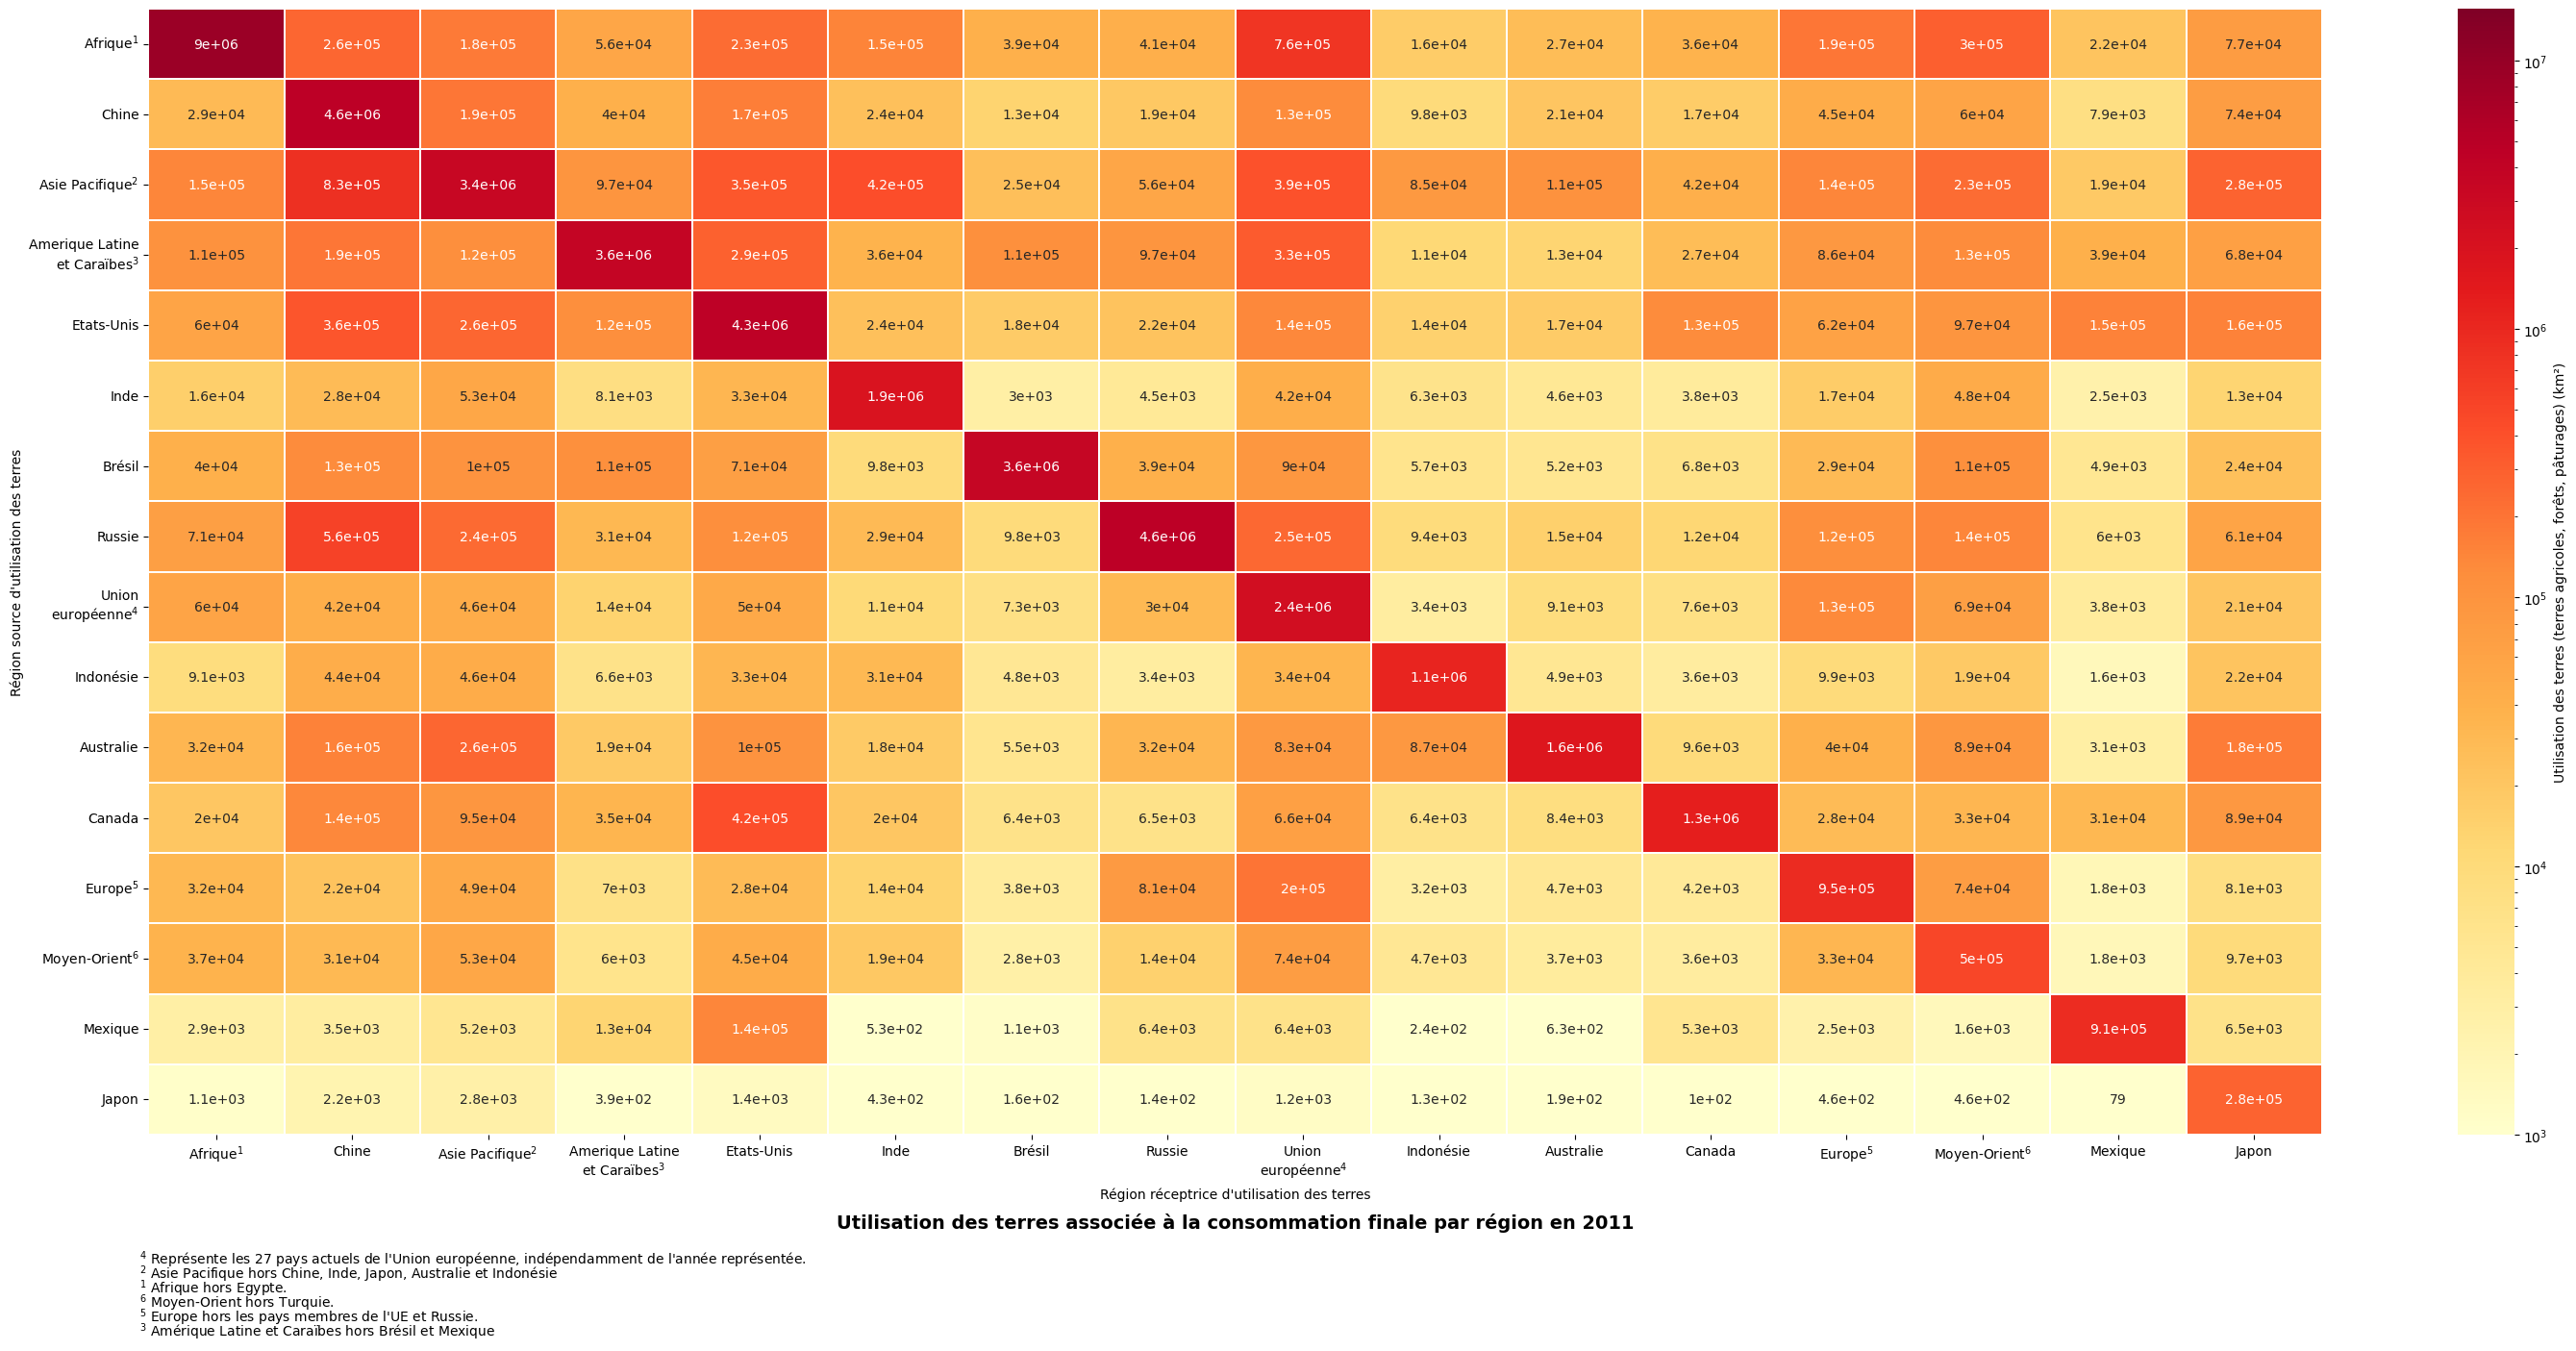 Afrique¹ 9e+06 2.6e+05 1.8e+05 5.6e+04 2.3e+05 1.5e+05 3.9e+04 4.1e+04 7.6e+05 1.6e+04 2.7e+04 3.6e+04 1.9e+05 3e+05 2.2e+04 7.7e+04
Chine 2.9e+04 4.6e+06 1.9e+05 4e+04 1.7e+05 2.4e+04 1.3e+04 1.9e+04 1.3e+05 9.8e+03 2.1e+04 1.7e+04 4.5e+04 6e+04 7.9e+03 7.4e+04
Asie Pacifique² 1.5e+05 8.3e+05 3.4e+06 9.7e+04 3.5e+05 4.2e+05 2.5e+04 5.6e+04 3.9e+05 8.5e+04 1.1e+05 4.2e+04 1.4e+05 2.3e+05 1.9e+04 2.8e+05
Amerique Latine
et Caraïbes³ 1.1e+05 1.9e+05 1.2e+05 3.6e+06 2.9e+05 3.6e+04 1.1e+05 9.7e+04 3.3e+05 1.1e+04 1.3e+04 2.7e+04 8.6e+04 1.3e+05 3.9e+04 6.8e+04
Etats-Unis 6e+04 3.6e+05 2.6e+05 1.2e+05 4.3e+06 2.4e+04 1.8e+04 2.2e+04 1.4e+05 1.4e+04 1.7e+04 1.3e+05 6.2e+04 9.7e+04 1.5e+05 1.6e+05
Inde 1.6e+04 2.8e+04 5.3e+04 8.1e+03 3.3e+04 1.9e+06 3e+03 4.5e+03 4.2e+04 6.3e+03 4.6e+03 3.8e+03 1.7e+04 4.8e+04 2.5e+03 1.3e+04
Brésil 4e+04 1.3e+05 1e+05 1.1e+05 7.1e+04 9.8e+03 3.6e+06 3.9e+04 9e+04 5.7e+03 5.2e+03 6.8e+03 2.9e+04 1.1e+05 4.9e+03 2.4e+04
Russie 7.1e+04 5.6e+05 2.4e+05 3.1e+04 1.2e+05 2.9e+04 9.8e+03 4.6e+06 2.5e+05 9.4e+03 1.5e+04 1.2e+04 1.2e+05 1.4e+05 6e+03 6.1e+04
Union
européenne⁴ 6e+04 4.2e+04 4.6e+04 1.4e+04 5e+04 1.1e+04 7.3e+03 3e+04 2.4e+06 3.4e+03 9.1e+03 7.6e+03 1.3e+05 6.9e+04 3.8e+03 2.1e+04
Indonésie 9.1e+03 4.4e+04 4.6e+04 6.6e+03 3.3e+04 3.1e+04 4.8e+03 3.4e+03 3.4e+04 1.1e+06 4.9e+03 3.6e+03 9.9e+03 1.9e+04 1.6e+03 2.2e+04
Australie 3.2e+04 1.6e+05 2.6e+05 1.9e+04 1e+05 1.8e+04 5.5e+03 3.2e+04 8.3e+04 8.7e+04 1.6e+06 9.6e+03 4e+04 8.9e+04 3.1e+03 1.8e+05
Canada 2e+04 1.4e+05 9.5e+04 3.5e+04 4.2e+05 2e+04 6.4e+03 6.5e+03 6.6e+04 6.4e+03 8.4e+03 1.3e+06 2.8e+04 3.3e+04 3.1e+04 8.9e+04
Europe⁵ 3.2e+04 2.2e+04 4.9e+04 7e+03 2.8e+04 1.4e+04 3.8e+03 8.1e+04 2e+05 3.2e+03 4.7e+03 4.2e+03 9.5e+05 7.4e+04 1.8e+03 8.1e+03
Moyen-Orient⁶ 3.7e+04 3.1e+04 5.3e+04 6e+03 4.5e+04 1.9e+04 2.8e+03 1.4e+04 7.4e+04 4.7e+03 3.7e+03 3.6e+03 3.3e+04 5e+05 1.8e+03 9.7e+03
Mexique 2.9e+03 3.5e+03 5.2e+03 1.3e+04 1.4e+05 5.3e+02 1.1e+03 6.4e+03 6.4e+03 2.4e+02 6.3e+02 5.3e+03 2.5e+03 1.6e+03 9.1e+05 6.5e+03
Japon 1.1e+03 2.2e+03 2.8e+03 3.9e+02 1.4e+03 4.3e+02 1.6e+02 1.4e+02 1.2e+03 1.3e+02 1.9e+02 1e+02 4.6e+02 4.6e+02 79 2.8e+05
Afrique¹ Chine Asie Pacifique² Amerique Latine Etats-Unis Inde Brésil Russie Union Indonésie Australie Canada Europe⁵ Moyen-Orient⁶ Mexique Japon
et Caraïbes³ européenne⁴
Région source d'utilisation des terres
Région réceptrice d'utilisation des terres
10⁷
10⁶
10⁵
10⁴
10³
Utilisation des terres (terres agricoles, forêts, pâturages) (km²)
Utilisation des terres associée à la consommation finale par région en 2011
⁴ Représente les 27 pays actuels de l'Union européenne, indépendamment de l'année représentée.
² Asie Pacifique hors Chine, Inde, Japon, Australie et Indonésie
¹ Afrique hors Egypte.
⁶ Moyen-Orient hors Turquie.
⁵ Europe hors les pays membres de l'UE et Russie.
³ Amérique Latine et Caraïbes hors Brésil et Mexique